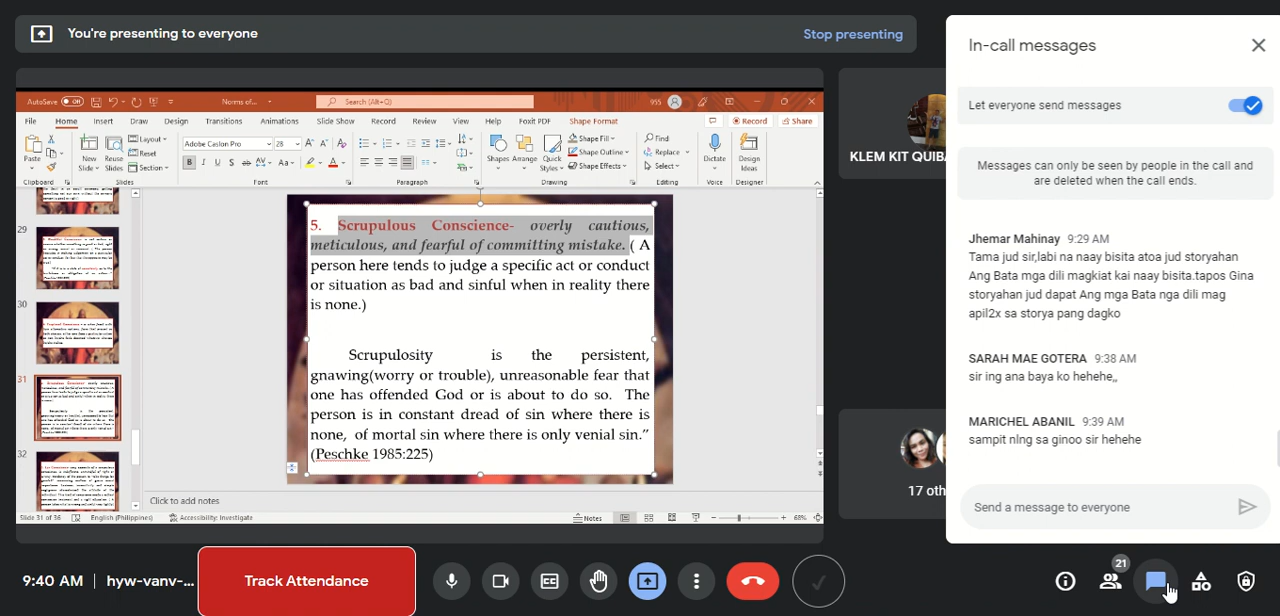 You're presenting to everyone
Stop presenting
AutoSave Off
Norms of...
Search (Alt+Q)
955
File Home Insert Draw Design Transitions Animations Slide Show Record Review View Help Foxit PDF Shape Format
Record Share
Paste
New Slide
Reuse Slides
Layout
Reset
Section
Adobe Caslon Pro 28
Shapes Arrange Quick Styles
Shape Fill
Shape Outline
Shape Effects
Find
Replace
Select
Dictate
Design Ideas
Clipboard Slides Font Paragraph Drawing Editing Voice Designer
29
30
31
32
5. Scrupulous Conscience- overly cautious,
meticulous, and fearful of committing mistake. ( A
person here tends to judge a specific act or conduct
or situation as bad and sinful when in reality there
is none.)
Scrupulosity is the persistent,
gnawing(worry or trouble), unreasonable fear that
one has offended God or is about to do so. The
person is in constant dread of sin where there is
none, of mortal sin where there is only venial sin.”
(Peschke 1985:225)
Click to add notes
Slide 31 of 36 English (Philippines) Accessibility: Investigate
Notes
68%
KLEM KIT QUIBA
17 oth
In-call messages
Let everyone send messages
Messages can only be seen by people in the call and
are deleted when the call ends.
Jhemar Mahinay 9:29 AM
Tama jud sir,labi na naay bisita atoa jud storyahan
Ang Bata mga dili magkiat kai naay bisita.tapos Gina
storyahan jud dapat Ang mga Bata nga dili mag
apil2x sa storya pang dagko
SARAH MAE GOTERA 9:38 AM
sir ing ana baya ko hehehe,,
MARICHEL ABANIL 9:39 AM
sampit nlng sa ginoo sir hehehe
Send a message to everyone
9:40 AM
hyw-vanv-...
Track Attendance
21